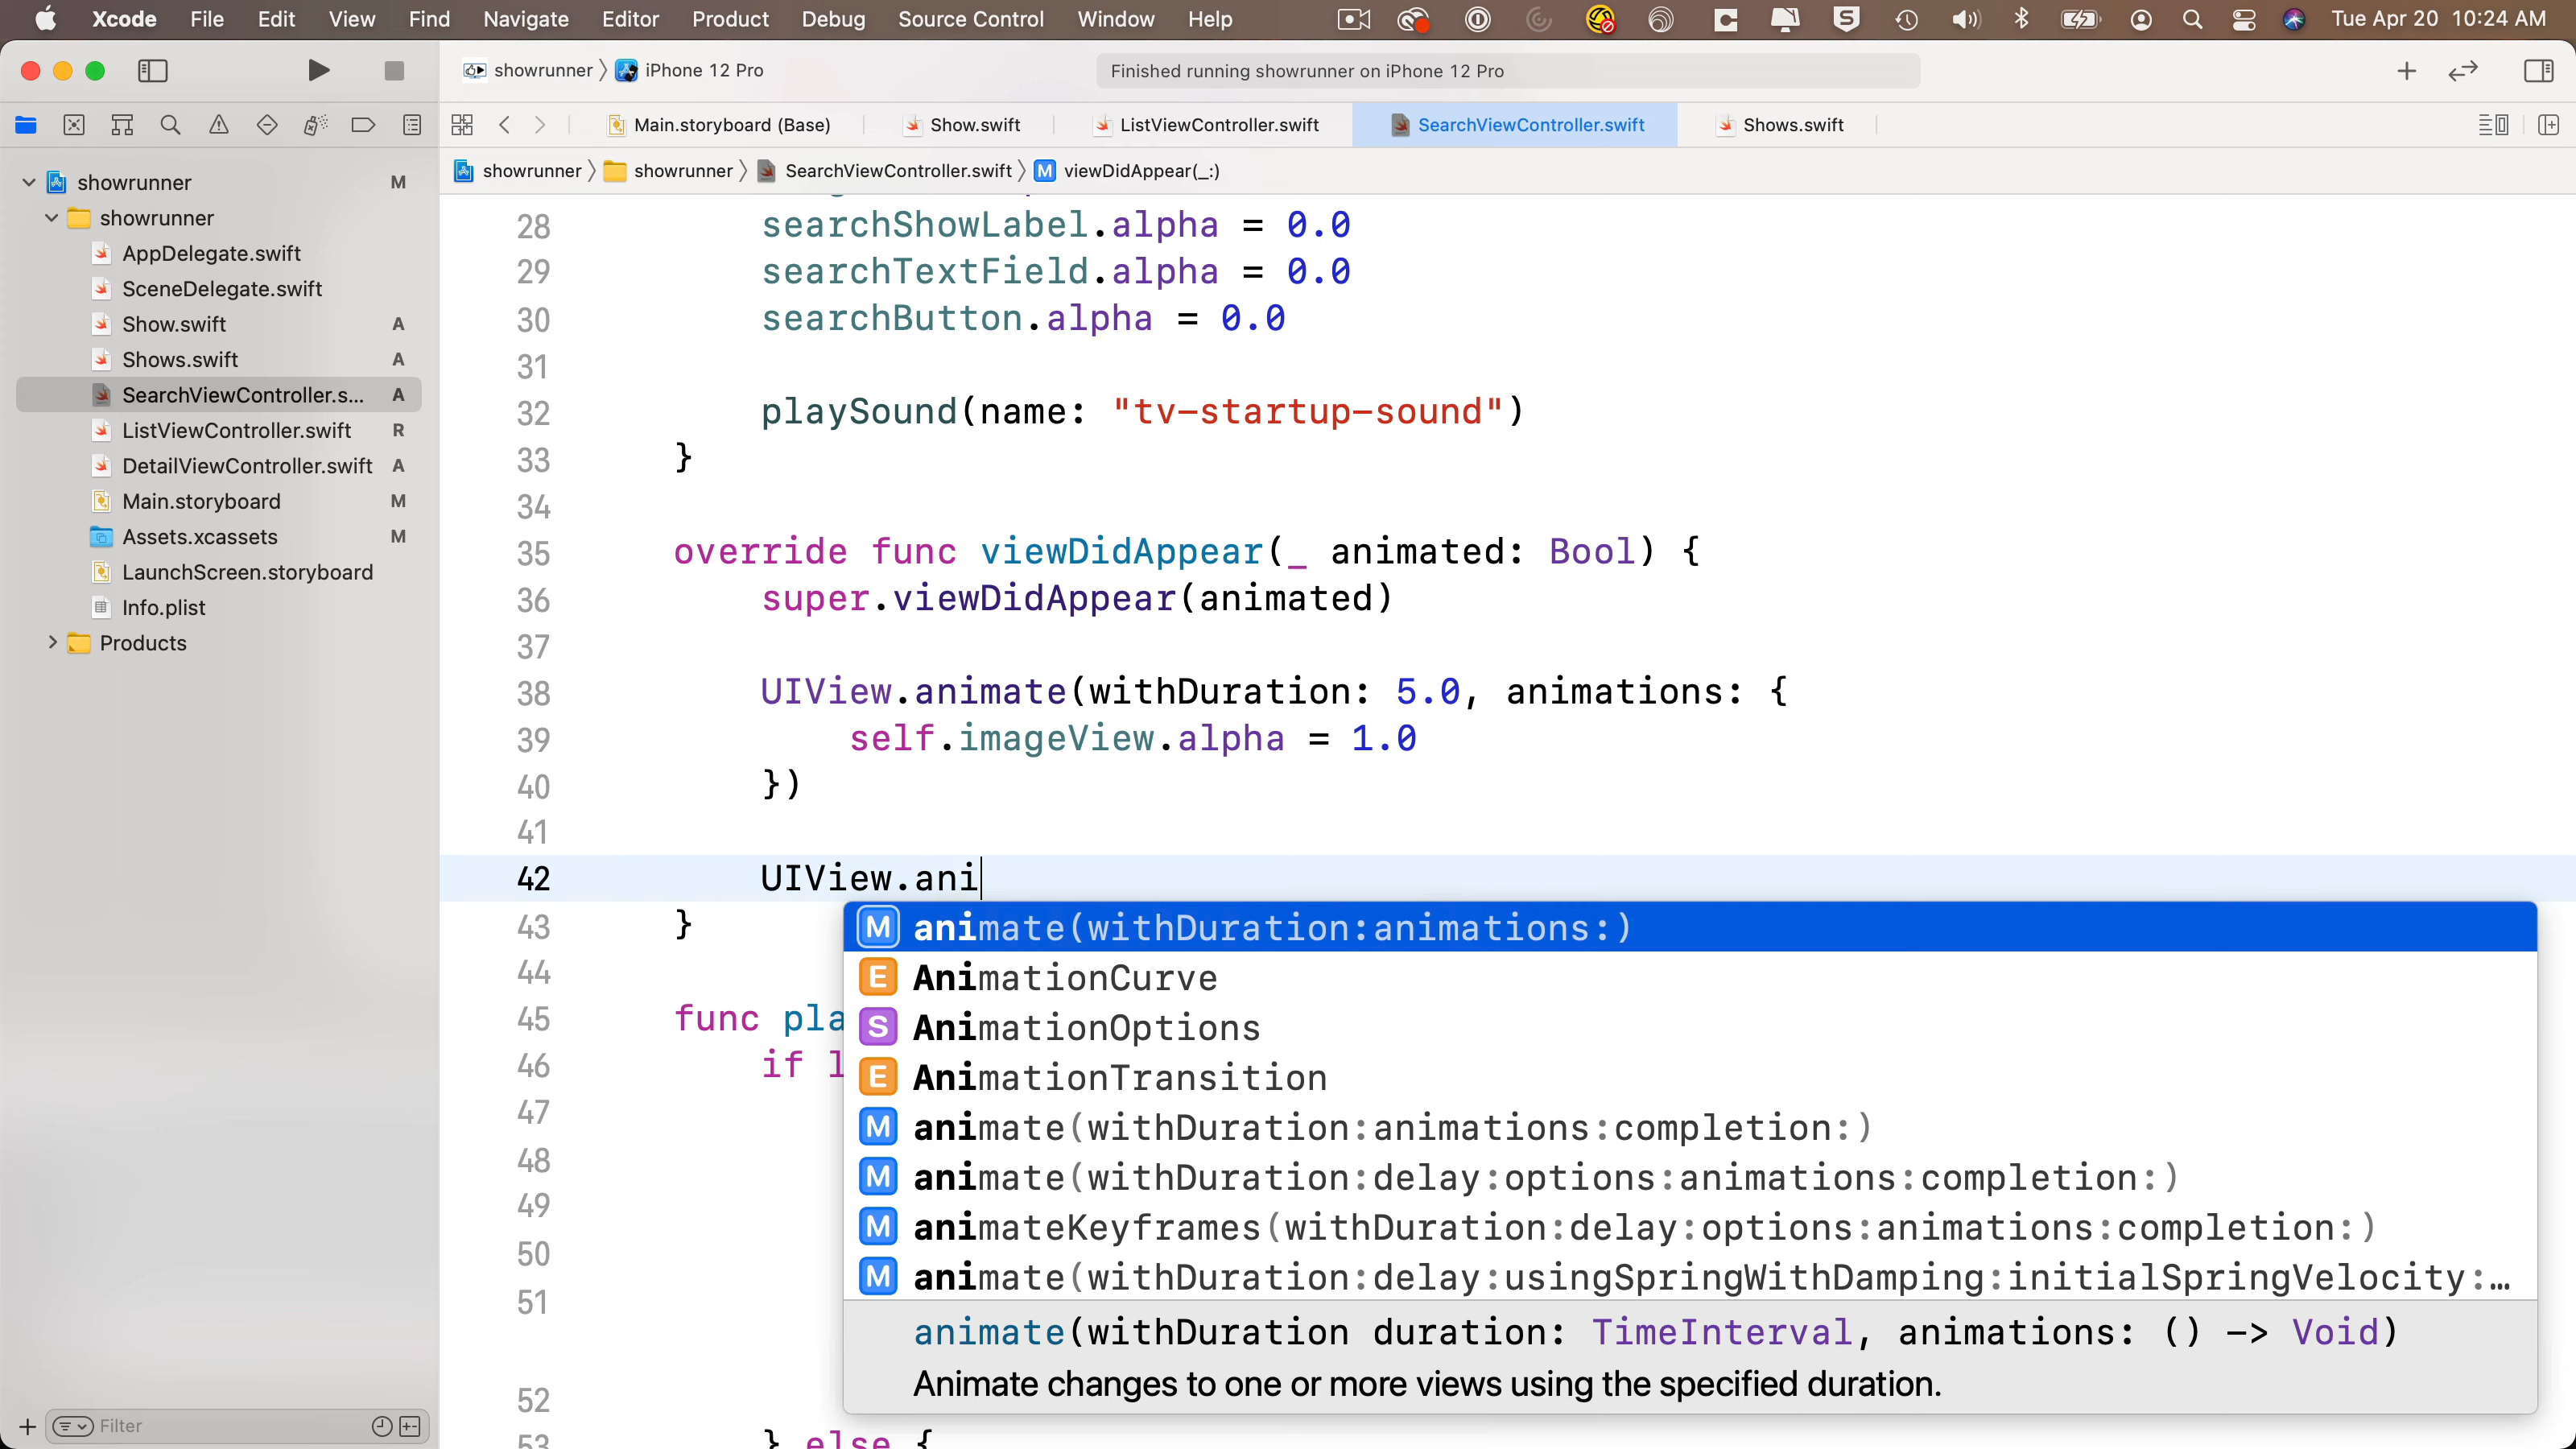 Xcode File Edit View Find Navigate Editor Product Debug Source Control Window Help Tue Apr 20 10:24 AM
showrunner iPhone 12 Pro Finished running showrunner on iPhone 12 Pro
Main.storyboard (Base) Show.swift ListViewController.swift SearchViewController.swift Shows.swift
showrunner showrunner SearchViewController.swift M viewDidAppear(_:)
showrunner M
showrunner
AppDelegate.swift
SceneDelegate.swift
Show.swift A
Shows.swift A
SearchViewController.s... A
ListViewController.swift R
DetailViewController.swift A
Main.storyboard M
Assets.xcassets M
LaunchScreen.storyboard
Info.plist
Products
Filter
28 searchShowLabel.alpha = 0.0
29 searchTextField.alpha = 0.0
30 searchButton.alpha = 0.0
31
32 playSound(name: "tv-startup-sound")
33 }
34
35 override func viewDidAppear(_ animated: Bool) {
36 super.viewDidAppear(animated)
37
38 UIView.animate(withDuration: 5.0, animations: {
39 self.imageView.alpha = 1.0
40 })
41
42 UIView.ani
43 }
44
45 func pla
46 if l
47
48
49
50
51
52
53 } else {
M animate(withDuration:animations:)
E AnimationCurve
S AnimationOptions
E AnimationTransition
M animate(withDuration:animations:completion:)
M animate(withDuration:delay:options:animations:completion:)
M animateKeyframes(withDuration:delay:options:animations:completion:)
M animate(withDuration:delay:usingSpringWithDamping:initialSpringVelocity:...
animate(withDuration duration: TimeInterval, animations: () -> Void)
Animate changes to one or more views using the specified duration.